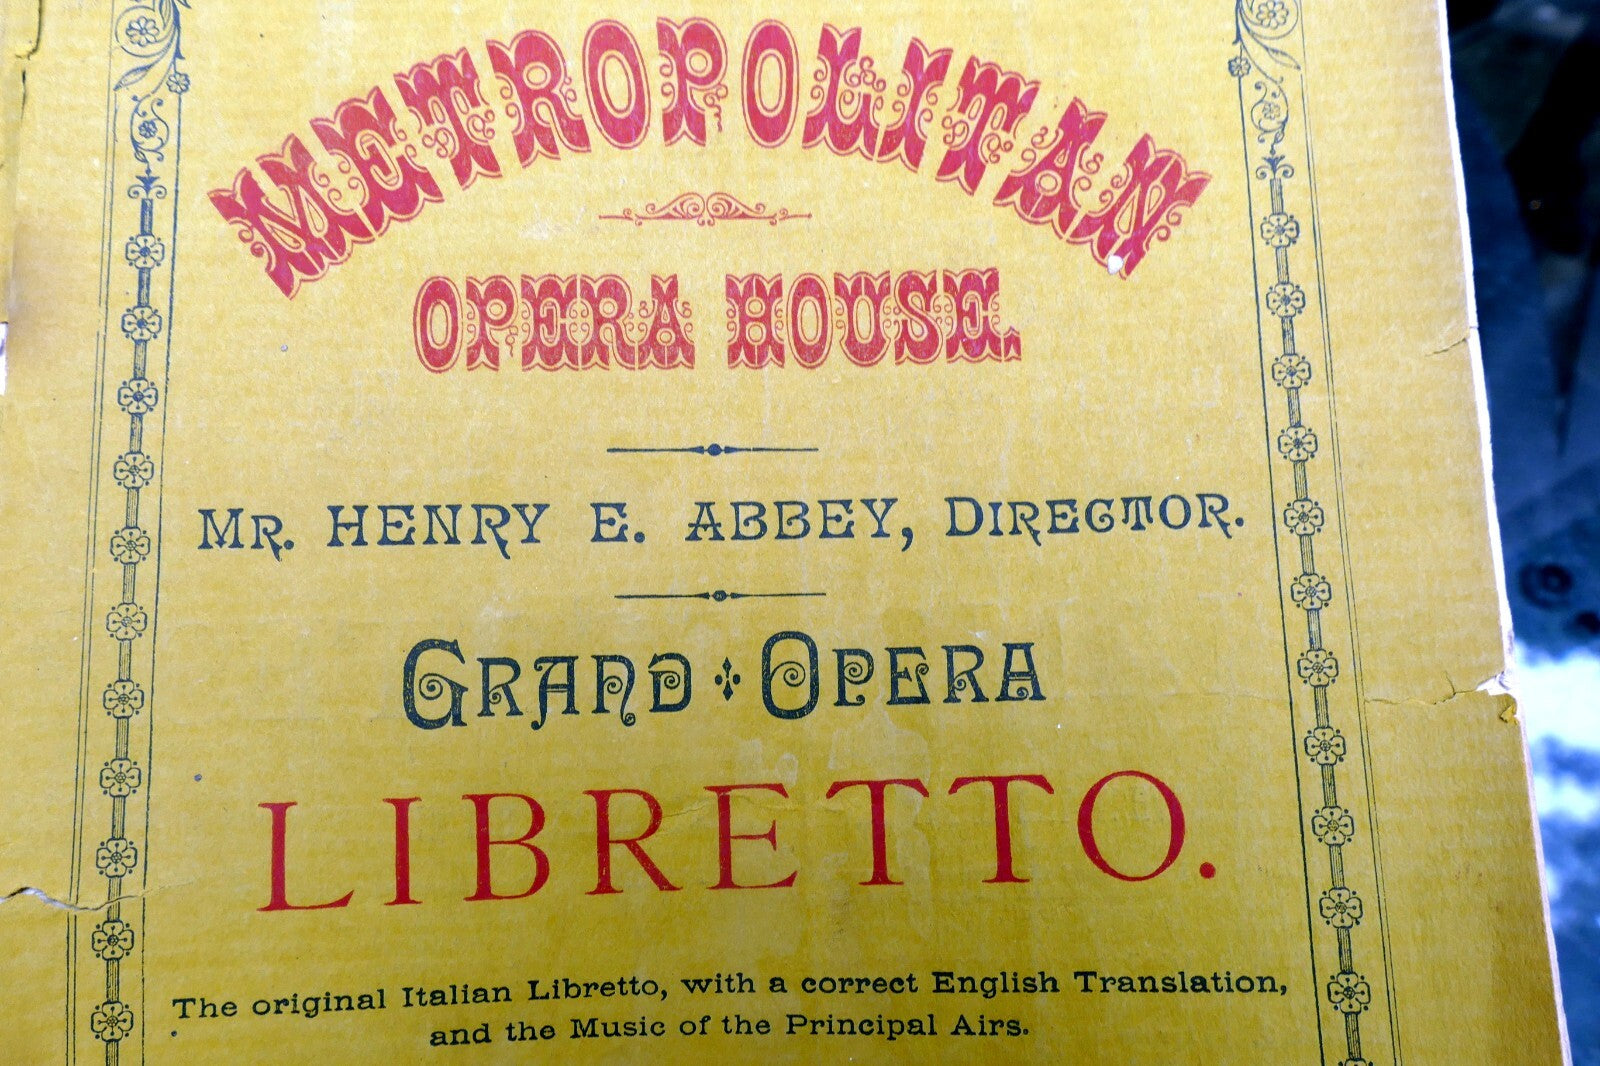 METROPOLITAN
OPERA HOUSE.
MR. HENRY E. ABBEY, DIRECTOR.
GRAND OPERA
LIBRETTO.
The original Italian Libretto, with a correct English Translation,
and the Music of the Principal Airs.